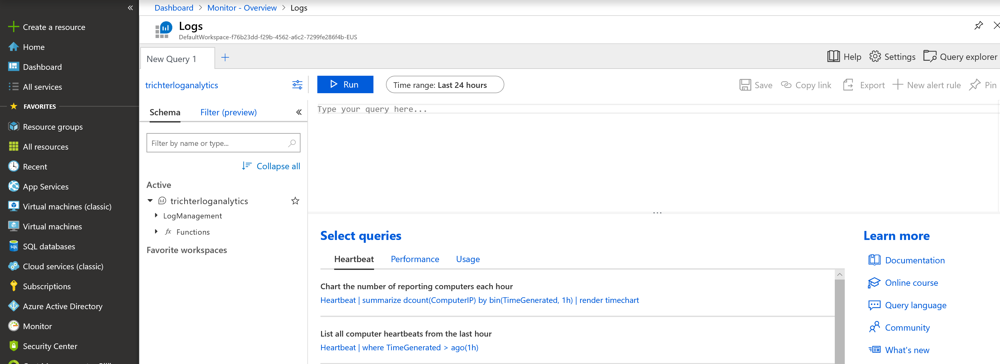 Dashboard > Monitor - Overview > Logs
Create a resource
Home
Dashboard
All services
FAVORITES
Resource groups
All resources
Recent
App Services
Virtual machines (classic)
Virtual machines
SQL databases
Cloud services (classic)
Subscriptions
Azure Active Directory
Monitor
Security Center
Logs
DefaultWorkspace-f76b23dd-f29b-4562-a6c2-7299fe286f4b-EUS
New Query 1
Help Settings Query explorer
trichterloganalytics
Run Time range: Last 24 hours
Save Copy link Export New alert rule Pin
Schema Filter (preview)
Filter by name or type...
Collapse all
Active
trichterloganalytics
LogManagement
fx Functions
Favorite workspaces
Type your query here...
...
Select queries
Heartbeat Performance Usage
Chart the number of reporting computers each hour
Heartbeat | summarize dcount(ComputerIP) by bin(TimeGenerated, 1h) | render timechart
List all computer heartbeats from the last hour
Heartbeat | where TimeGenerated > ago(1h)
Learn more
Documentation
Online course
Query language
Community
What's new